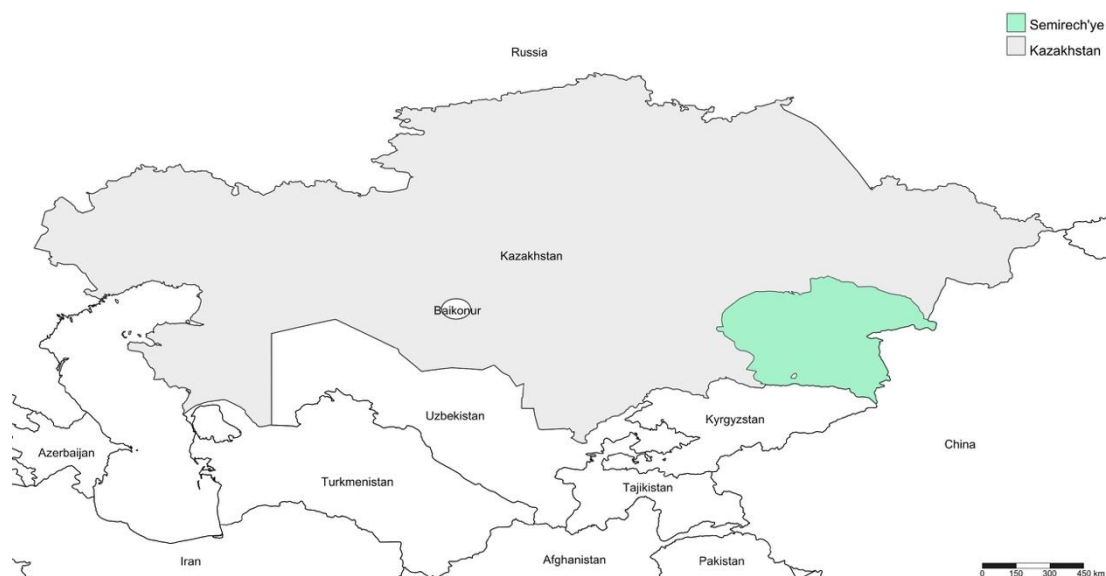 Semirech'ye
Kazakhstan
Russia
Kazakhstan
Baikonur
Uzbekistan
Kyrgyzstan
Azerbaijan
China
Turkmenistan
Tajikistan
Iran
Afghanistan
Pakistan
0 150 300 450 km